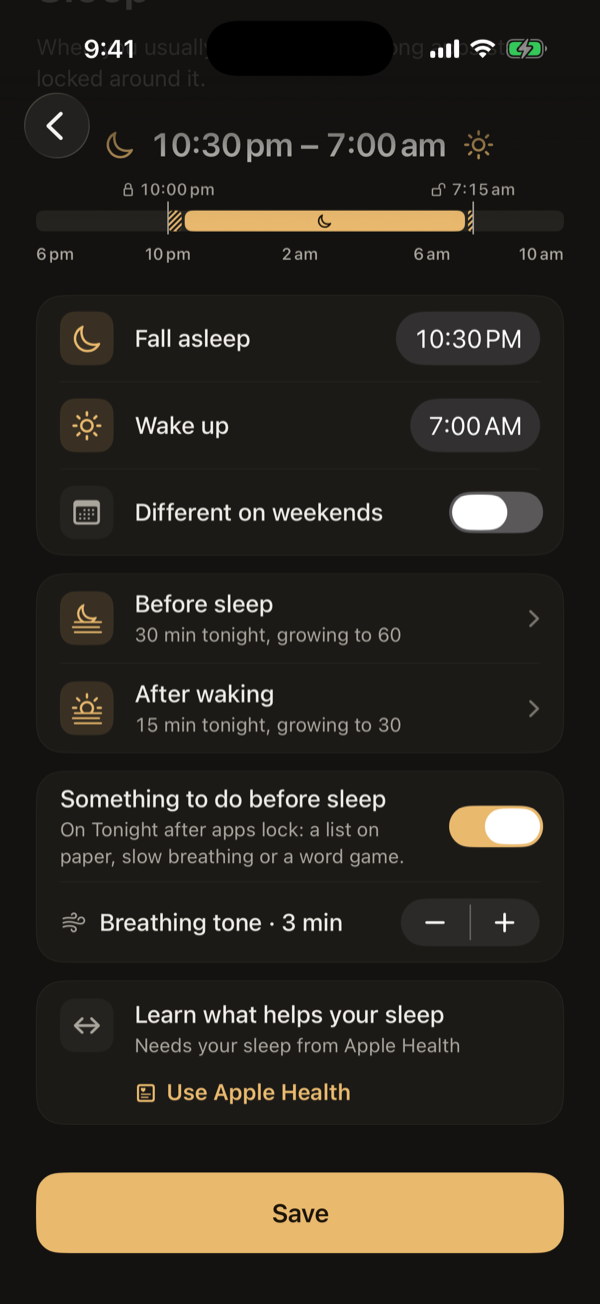 Sleep
9:41
locked around it.
10:30 pm – 7:00 am
10:00 pm
7:15 am
6 pm
10 pm
2 am
6 am
10 am
Fall asleep
10:30 PM
Wake up
7:00 AM
Different on weekends
Before sleep
30 min tonight, growing to 60
After waking
15 min tonight, growing to 30
Something to do before sleep
On Tonight after apps lock: a list on
paper, slow breathing or a word game.
Breathing tone · 3 min
Learn what helps your sleep
Needs your sleep from Apple Health
Use Apple Health
Save